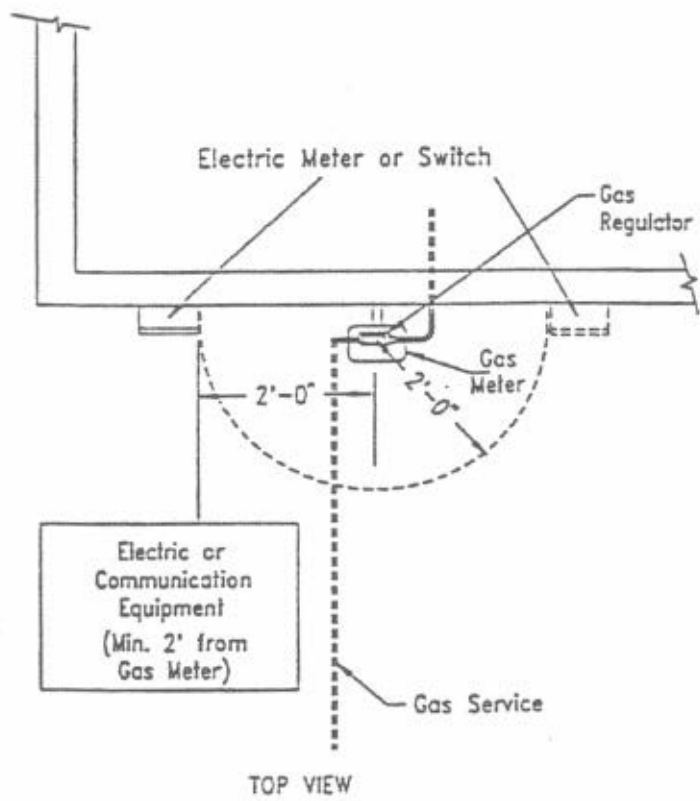 Electric Meter or Switch
Gas
Regulator
Gas
Meter
2'-0"
2'-0"
Electric or
Communication
Equipment
(Min. 2' from
Gas Meter)
Gas Service
TOP VIEW